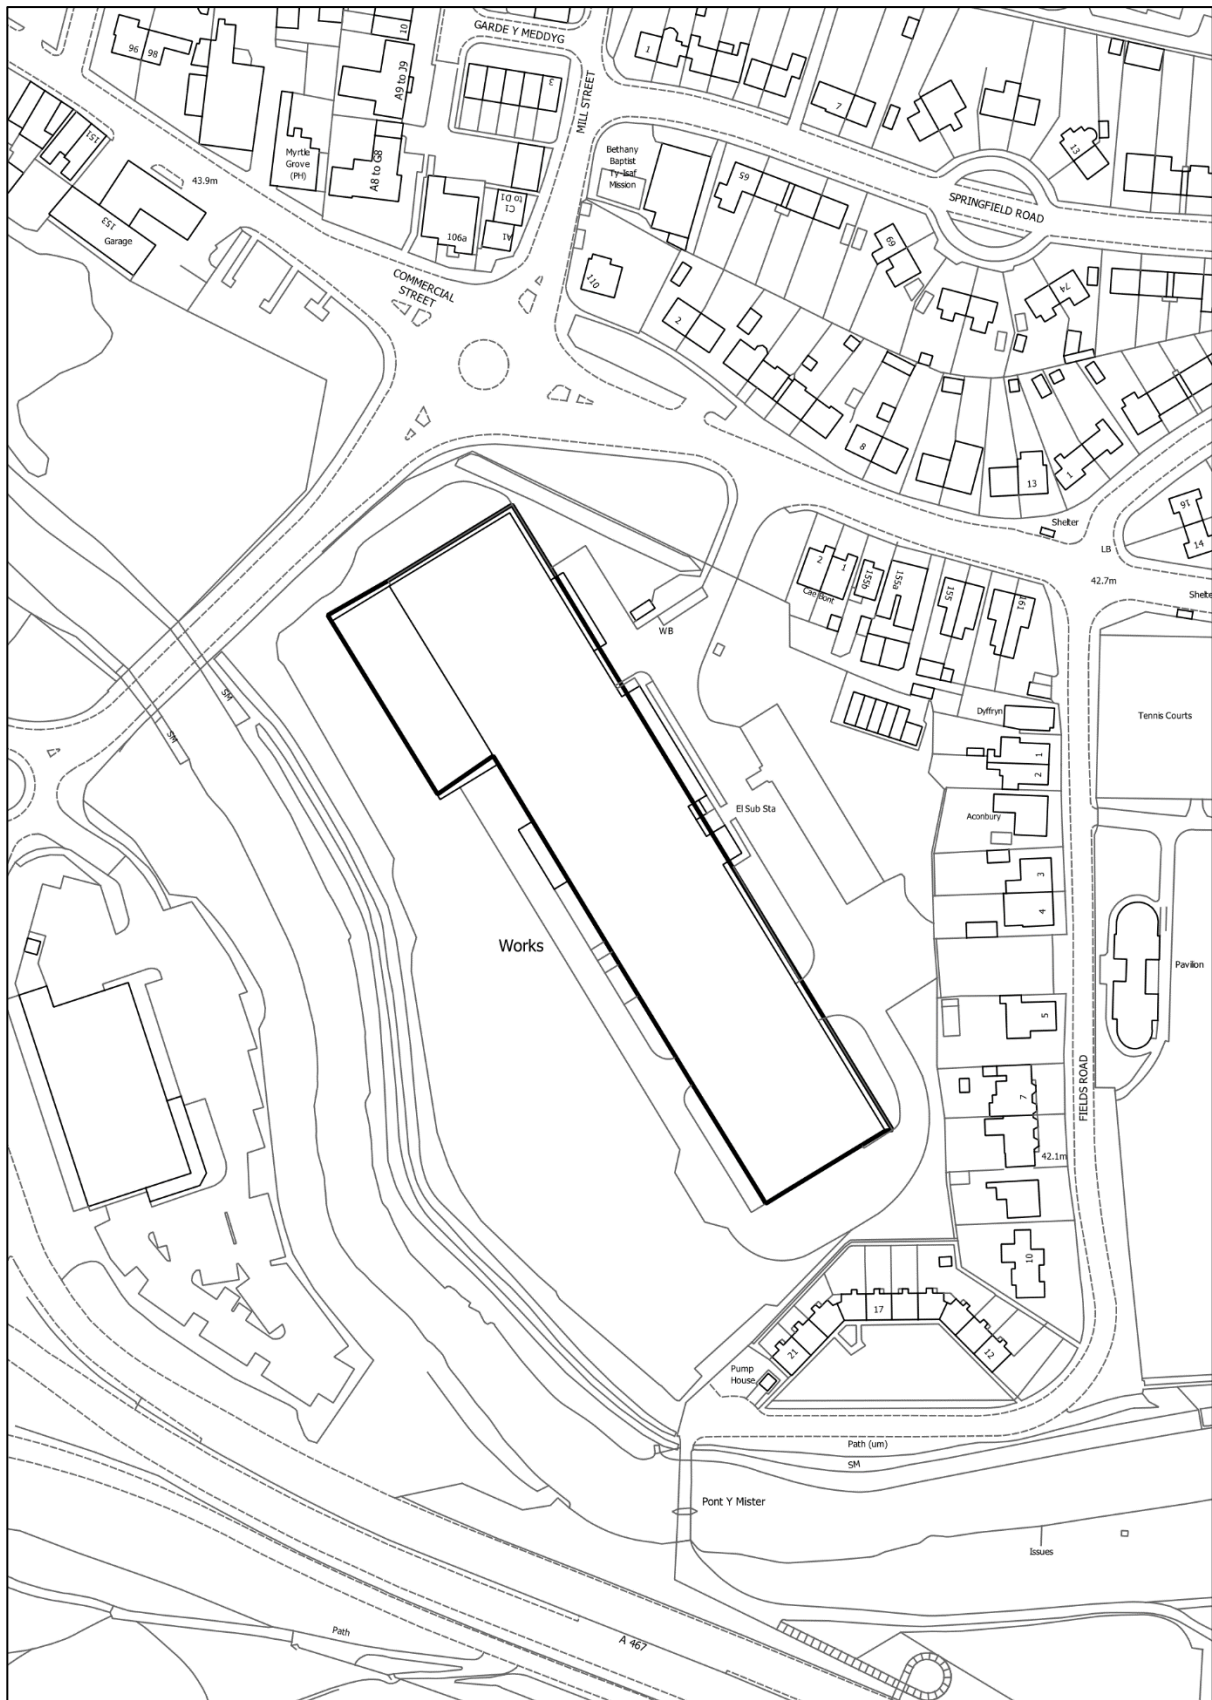 GARDE Y MEDDYG
10
96
98
A9 to J9
3
1
7
MILL STREET
151
Myrtle
Grove
(PH)
A8 to G8
Bethany
Baptist
Ty-Isaf
Mission
13
65
43.9m
SPRINGFIELD ROAD
C1
to D1
A1
106a
153
Garage
69
COMMERCIAL
STREET
110
74
2
8
13
1
16
14
Shelter
LB
42.7m
2
1
155b
155a
155
161
Cae Bont
Shelte
WB
SM
SM
Dyffryn
Tennis Courts
1
2
El Sub Sta
Aconbury
3
4
Works
Pavilion
5
FIELDS ROAD
7
42.1m
10
17
21
12
Pump
House
Path (um)
SM
Pont Y Mister
Issues
Path
A 467